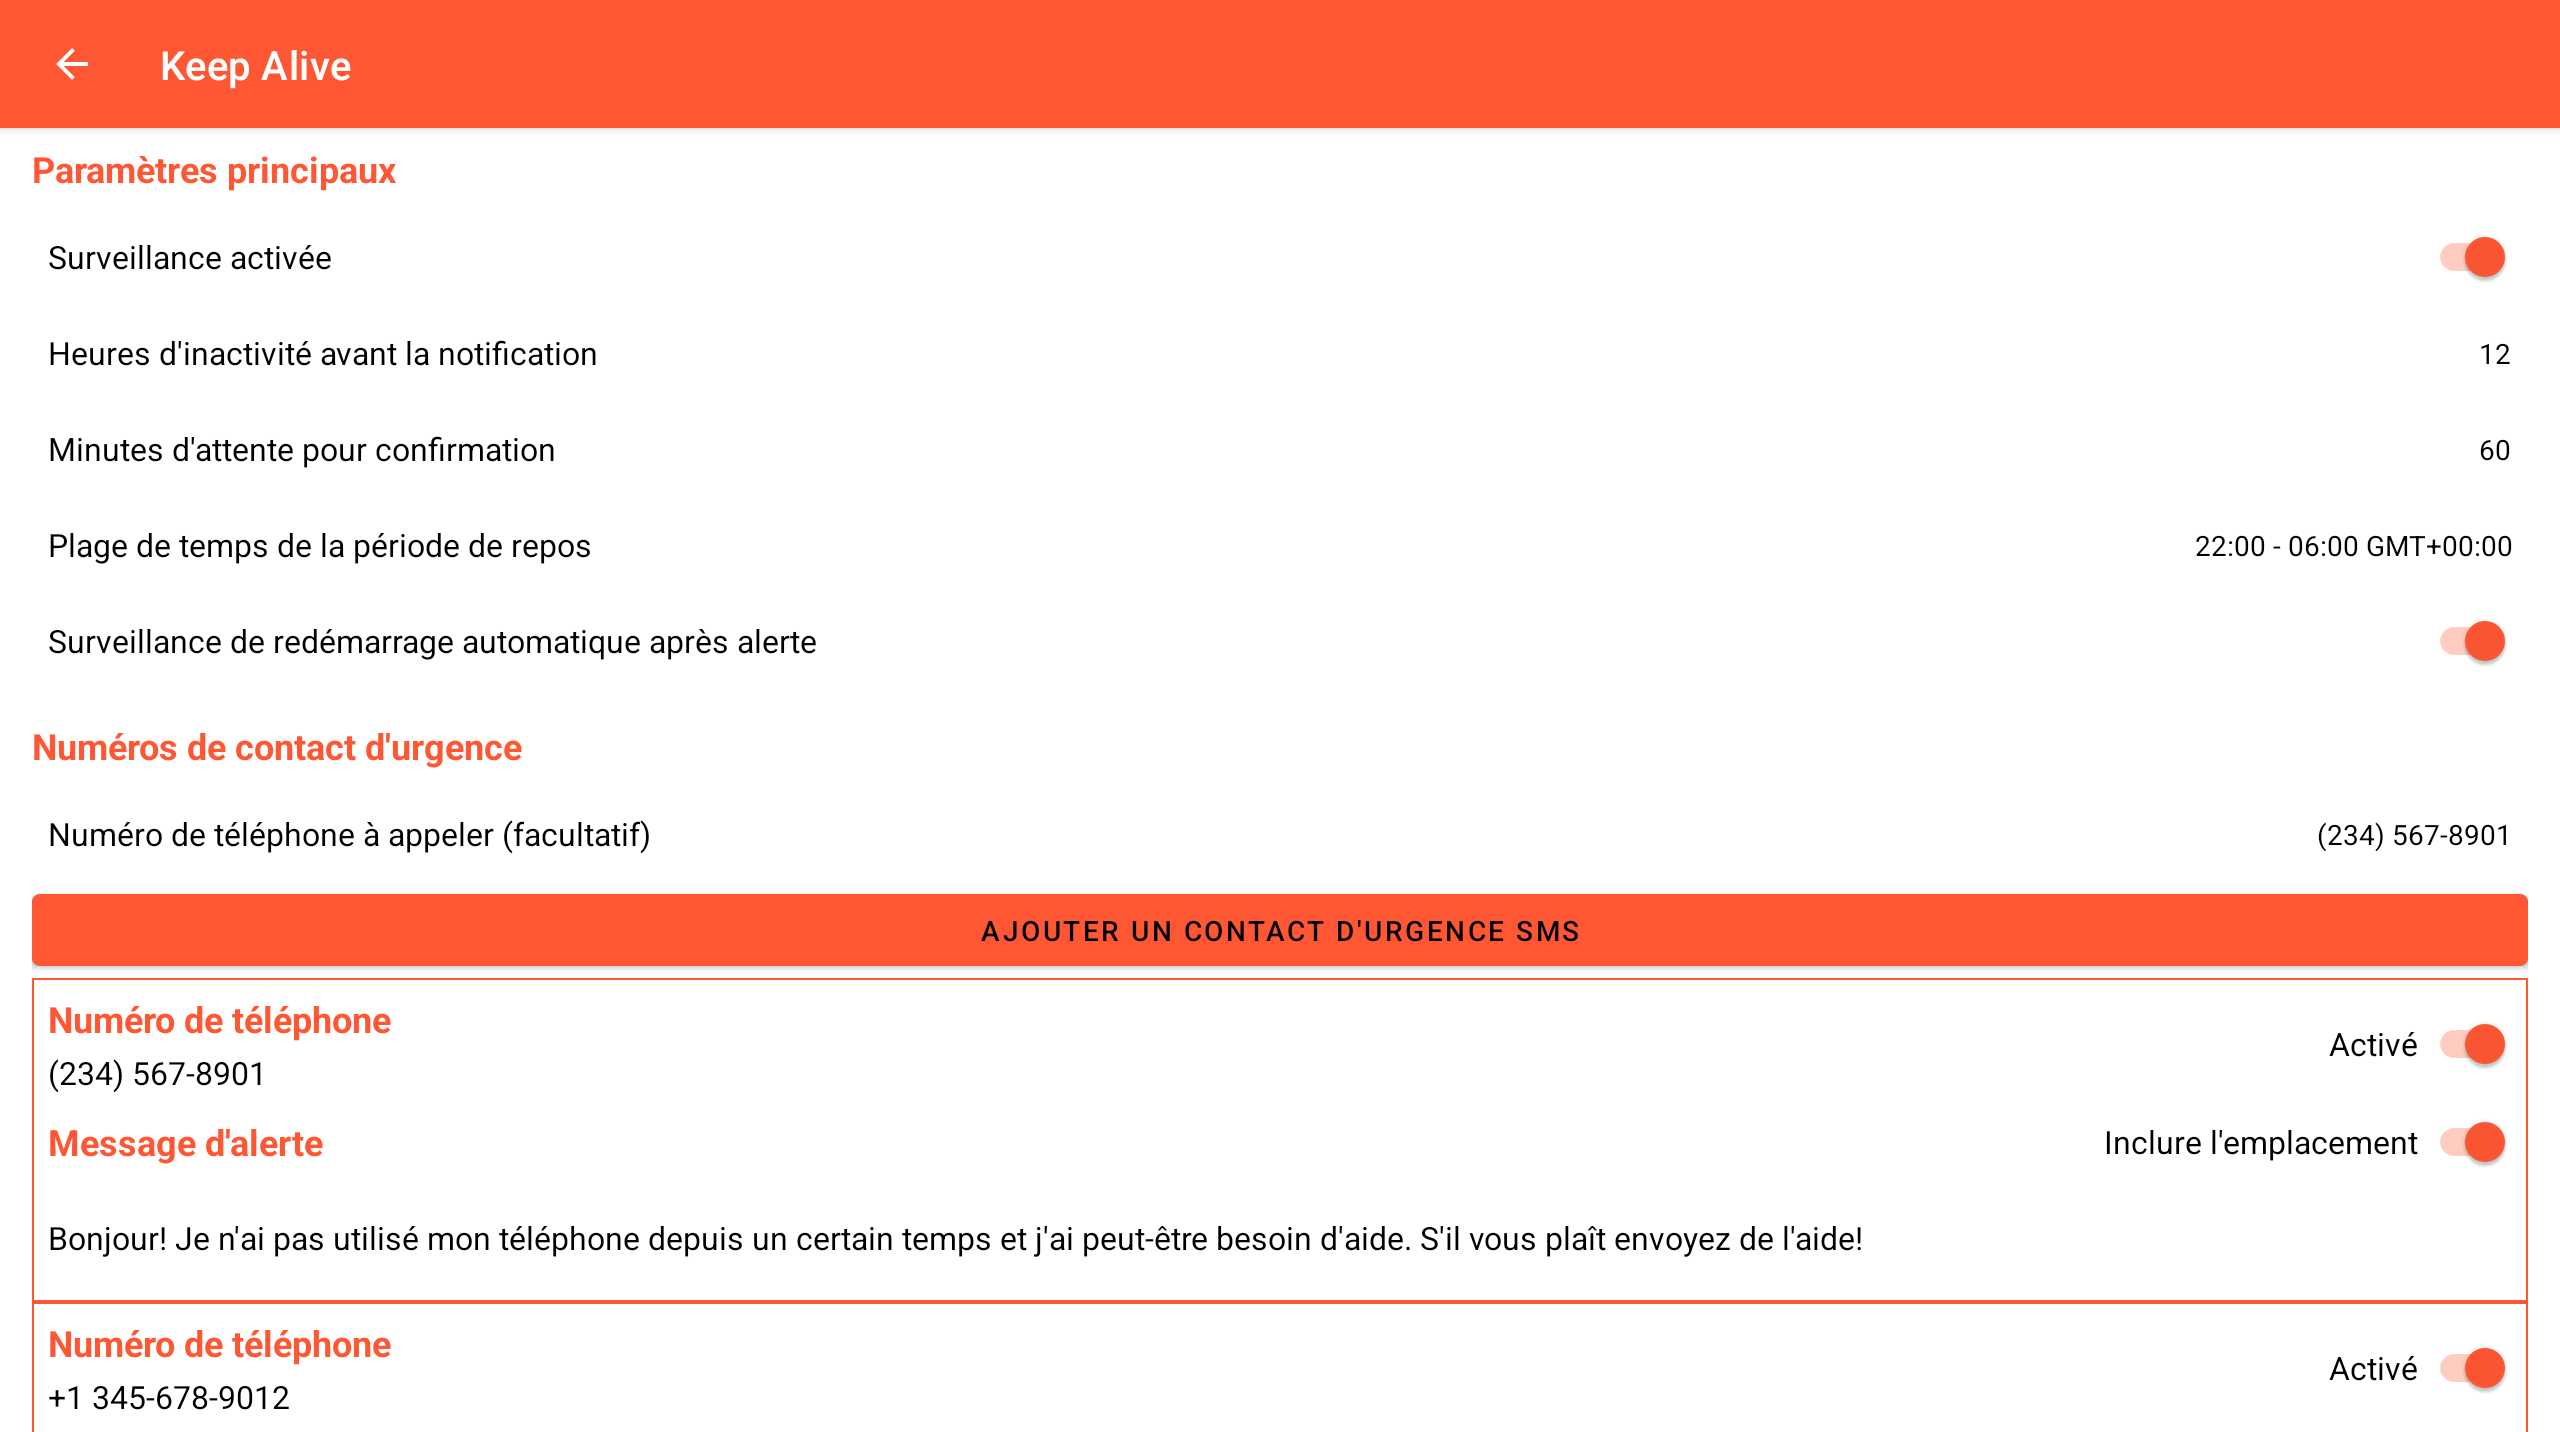 Keep Alive
Paramètres principaux
Surveillance activée
Heures d'inactivité avant la notification 12
Minutes d'attente pour confirmation 60
Plage de temps de la période de repos 22:00 - 06:00 GMT+00:00
Surveillance de redémarrage automatique après alerte
Numéros de contact d'urgence
Numéro de téléphone à appeler (facultatif) (234) 567-8901
AJOUTER UN CONTACT D'URGENCE SMS
Numéro de téléphone
(234) 567-8901
Activé
Message d'alerte
Inclure l'emplacement
Bonjour! Je n'ai pas utilisé mon téléphone depuis un certain temps et j'ai peut-être besoin d'aide. S'il vous plaît envoyez de l'aide!
Numéro de téléphone
+1 345-678-9012
Activé